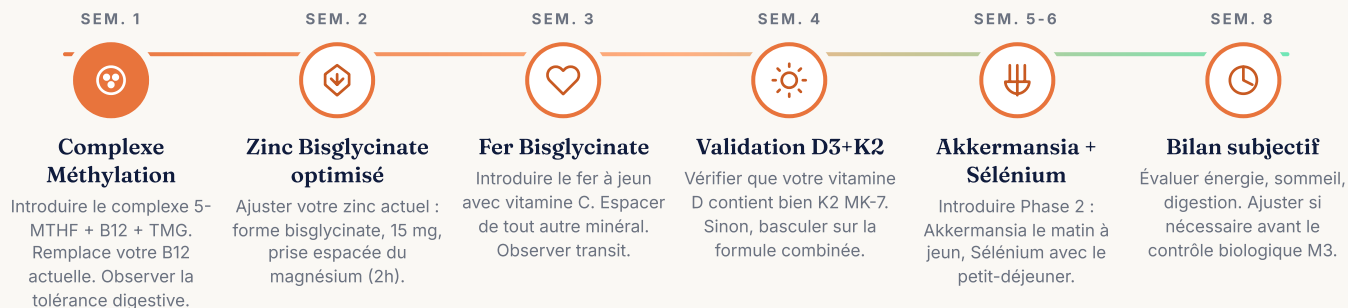 SEM. 1
Complexe
Méthylation
Introduire le complexe 5-
MTHF + B12 + TMG.
Remplace votre B12
actuelle. Observer la
tolérance digestive.
SEM. 2
Zinc Bisglycinate
optimisé
Ajuster votre zinc actuel :
forme bisglycinate, 15 mg,
prise espacée du
magnésium (2h).
SEM. 3
Fer Bisglycinate
Introduire le fer à jeun
avec vitamine C. Espacer
de tout autre minéral.
Observer transit.
SEM. 4
Validation D3+K2
Vérifier que votre vitamine
D contient bien K2 MK-7.
Sinon, basculer sur la
formule combinée.
SEM. 5-6
Akkermansia +
Sélénium
Introduire Phase 2 :
Akkermansia le matin à
jeun, Sélénium avec le
petit-déjeuner.
SEM. 8
Bilan subjectif
Évaluer énergie, sommeil,
digestion. Ajuster si
nécessaire avant le
contrôle biologique M3.